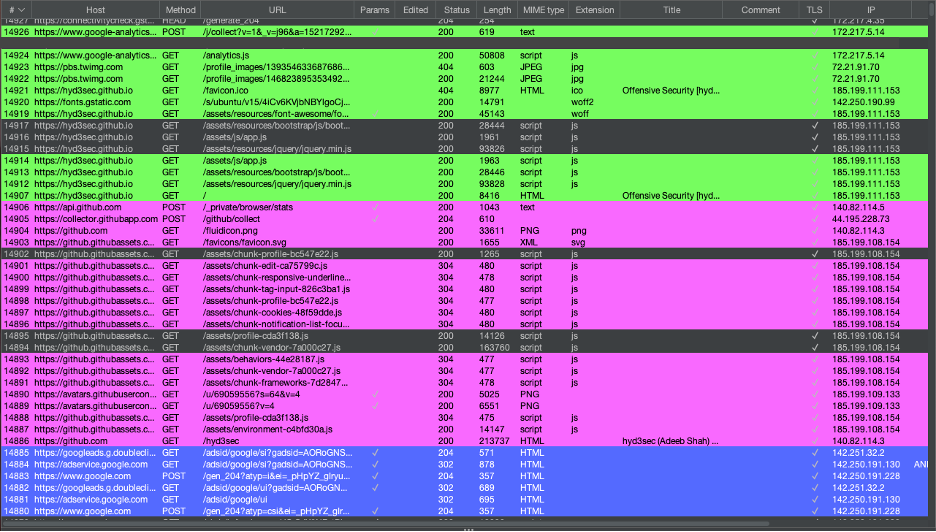 # Host Method URL Params Edited Status Length MIME type Extension Title Comment TLS IP
14927 https://connectivitycheck.gst... HEAD /generate_204 204 254 ✓ 172.217.4.35
14926 https://www.google-analytics... POST /j/collect?v=1&_v=j96&a=15217292... ✓ 200 619 text ✓ 172.217.5.14
14924 https://www.google-analytics... GET /analytics.js 200 50808 script js ✓ 172.217.5.14
14923 https://pbs.twimg.com GET /profile_images/139354633687686... 404 603 JPEG jpg ✓ 72.21.91.70
14922 https://pbs.twimg.com GET /profile_images/146823895353492... 200 21244 JPEG jpg ✓ 72.21.91.70
14921 https://hyd3sec.github.io GET /favicon.ico 404 8977 HTML ico Offensive Security [hyd... ✓ 185.199.111.153
14920 https://fonts.gstatic.com GET /s/ubuntu/v15/4iCv6KVjbNBYlgoCj... 200 14791 woff2 ✓ 142.250.190.99
14919 https://hyd3sec.github.io GET /assets/resources/font-awesome/fo... 200 45143 woff ✓ 185.199.111.153
14917 https://hyd3sec.github.io GET /assets/resources/bootstrap/js/boot... 200 28444 script js ✓ 185.199.111.153
14916 https://hyd3sec.github.io GET /assets/js/app.js 200 1961 script js ✓ 185.199.111.153
14915 https://hyd3sec.github.io GET /assets/resources/jquery/jquery.min.js 200 93826 script js ✓ 185.199.111.153
14914 https://hyd3sec.github.io GET /assets/js/app.js 200 1963 script js ✓ 185.199.111.153
14913 https://hyd3sec.github.io GET /assets/resources/bootstrap/js/boot... 200 28446 script js ✓ 185.199.111.153
14912 https://hyd3sec.github.io GET /assets/resources/jquery/jquery.min.js 200 93828 script js ✓ 185.199.111.153
14907 https://hyd3sec.github.io GET / 200 8416 HTML Offensive Security [hyd... ✓ 185.199.111.153
14906 https://api.github.com POST /_private/browser/stats ✓ 200 1043 text ✓ 140.82.114.5
14905 https://collector.githubapp.com POST /github/collect ✓ 204 610 ✓ 44.195.228.73
14904 https://github.com GET /fluidicon.png 200 33611 PNG png ✓ 140.82.114.3
14903 https://github.githubassets.c... GET /favicons/favicon.svg 200 1655 XML svg ✓ 185.199.108.154
14902 https://github.githubassets.c... GET /assets/chunk-profile-bc547e22.js 200 1265 script js ✓ 185.199.108.154
14901 https://github.githubassets.c... GET /assets/chunk-edit-ca75799c.js 304 480 script js ✓ 185.199.108.154
14900 https://github.githubassets.c... GET /assets/chunk-responsive-underline... 304 478 script js ✓ 185.199.108.154
14899 https://github.githubassets.c... GET /assets/chunk-tag-input-826c3ba1.js 304 480 script js ✓ 185.199.108.154
14898 https://github.githubassets.c... GET /assets/chunk-profile-bc547e22.js 304 477 script js ✓ 185.199.108.154
14897 https://github.githubassets.c... GET /assets/chunk-cookies-48f59dde.js 304 480 script js ✓ 185.199.108.154
14896 https://github.githubassets.c... GET /assets/chunk-notification-list-focu... 304 480 script js ✓ 185.199.108.154
14895 https://github.githubassets.c... GET /assets/profile-cda3f138.js 200 14126 script js ✓ 185.199.108.154
14894 https://github.githubassets.c... GET /assets/chunk-vendor-7a000c27.js 200 163760 script js ✓ 185.199.108.154
14893 https://github.githubassets.c... GET /assets/behaviors-44e28187.js 304 477 script js ✓ 185.199.108.154
14892 https://github.githubassets.c... GET /assets/chunk-vendor-7a000c27.js 304 477 script js ✓ 185.199.108.154
14891 https://github.githubassets.c... GET /assets/chunk-frameworks-7d2847... 304 478 script js ✓ 185.199.108.154
14890 https://avatars.githubusercon... GET /u/69059556?s=64&v=4 ✓ 200 5025 PNG ✓ 185.199.109.133
14889 https://avatars.githubusercon... GET /u/69059556?v=4 ✓ 200 6551 PNG ✓ 185.199.109.133
14888 https://github.githubassets.c... GET /assets/profile-cda3f138.js 304 475 script js ✓ 185.199.108.154
14887 https://github.githubassets.c... GET /assets/environment-c4bfd30a.js 200 14147 script js ✓ 185.199.108.154
14886 https://github.com GET /hyd3sec 200 213737 HTML hyd3sec (Adeeb Shah) ... ✓ 140.82.114.3
14885 https://googleads.g.doublecli... GET /adsid/google/si?gadsid=AORoGNS... ✓ 204 571 HTML ✓ 142.251.32.2
14884 https://adservice.google.com GET /adsid/google/si?gadsid=AORoGNS... ✓ 302 878 HTML ✓ 142.250.191.130
14883 https://www.google.com POST /gen_204?atyp=i&ei=_pHpYZ_glryu... ✓ 204 357 HTML ✓ 142.250.191.228
14882 https://googleads.g.doublecli... GET /adsid/google/ui?gadsid=AORoGN... ✓ 302 689 HTML ✓ 142.251.32.2
14881 https://adservice.google.com GET /adsid/google/ui 302 695 HTML ✓ 142.250.191.130
14880 https://www.google.com POST /gen_204?atyp=csi&ei=_pHpYZ_glr... ✓ 204 357 HTML ✓ 142.250.191.228